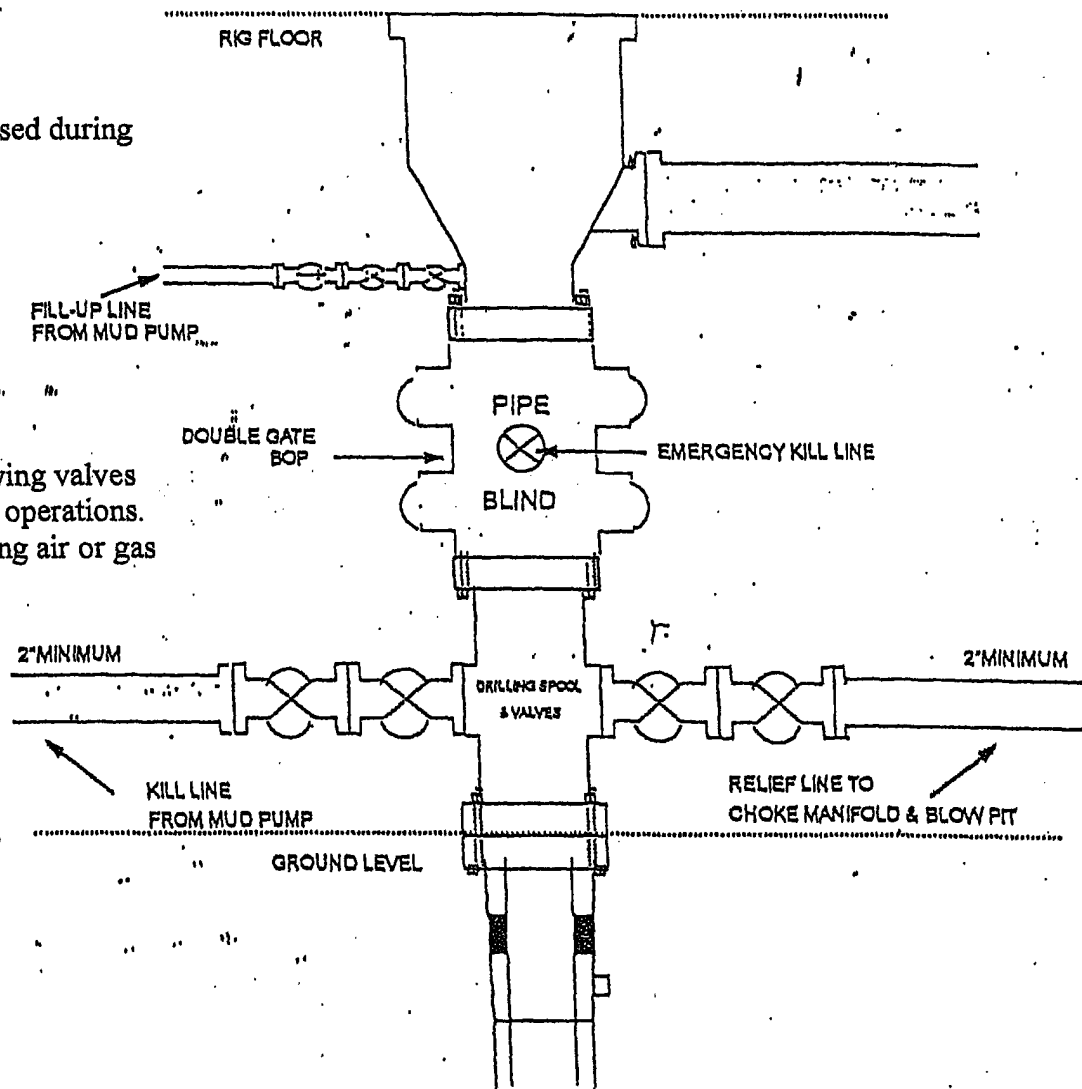 RIG FLOOR
sed during
FILL-UP LINE
FROM MUD PUMP
PIPE
DOUBLE GATE
BOP
EMERGENCY KILL LINE
BLIND
ving valves
operations.
ng air or gas
2" MINIMUM
2" MINIMUM
DRILLING SPOOL
& VALVES
KILL LINE
FROM MUD PUMP
RELIEF LINE TO
CHOKE MANIFOLD & BLOW PIT
GROUND LEVEL